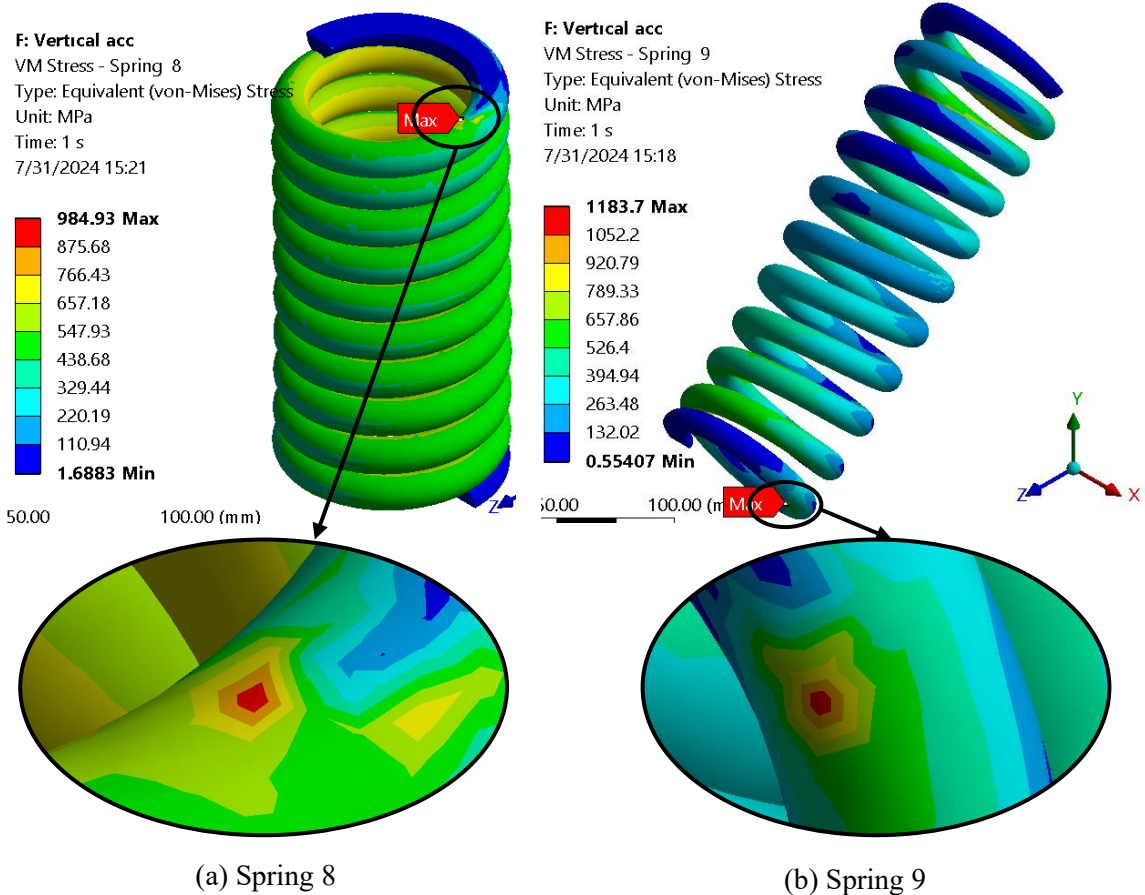 F: Vertical acc
VM Stress - Spring 8
Type: Equivalent (von-Mises) Stress
Unit: MPa
Time: 1 s
7/31/2024 15:21
984.93 Max
875.68
766.43
657.18
547.93
438.68
329.44
220.19
110.94
1.6883 Min
Max
Z
50.00 100.00 (mm)
(a) Spring 8
F: Vertical acc
VM Stress - Spring 9
Type: Equivalent (von-Mises) Stress
Unit: MPa
Time: 1 s
7/31/2024 15:18
1183.7 Max
1052.2
920.79
789.33
657.86
526.4
394.94
263.48
132.02
0.55407 Min
Max
50.00 100.00 (m
Y
Z
X
(b) Spring 9